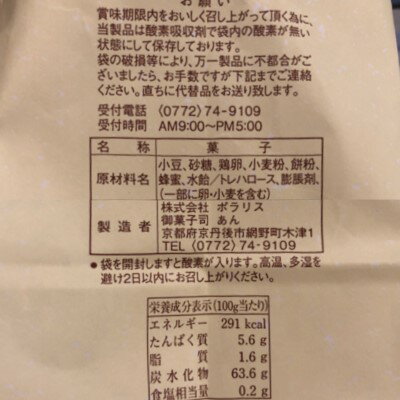 お願い
賞味期限内をおいしく召し上がって頂く為に、
当製品は酸素吸収剤で袋内の酸素が無い
状態にして保存しております。
袋の破損等により、万一製品に不都合がご
ざいましたら、お手数ですが下記までご連絡
ください。直ちに代替品をお送り致します。
受付電話 (0772)74-9109
受付時間 AM9:00~PM5:00
名称 菓子
原材料名 小豆、砂糖、鶏卵、小麦粉、餅粉、
蜂蜜、水飴/トレハロース、膨脹剤、
(一部に卵・小麦を含む)
製造者 株式会社 ポラリス
御菓子司 あん
京都府京丹後市網野町木津1
TEL (0772)74-9109
●袋を開封しますと酸素が入ります。高温、多湿を
避け2日以内にお召し上がりください。
栄養成分表示(100g当たり)
エネルギー 291 kcal
たんぱく質 5.6 g
脂質 1.6 g
炭水化物 63.6 g
食塩相当量 0.2 g